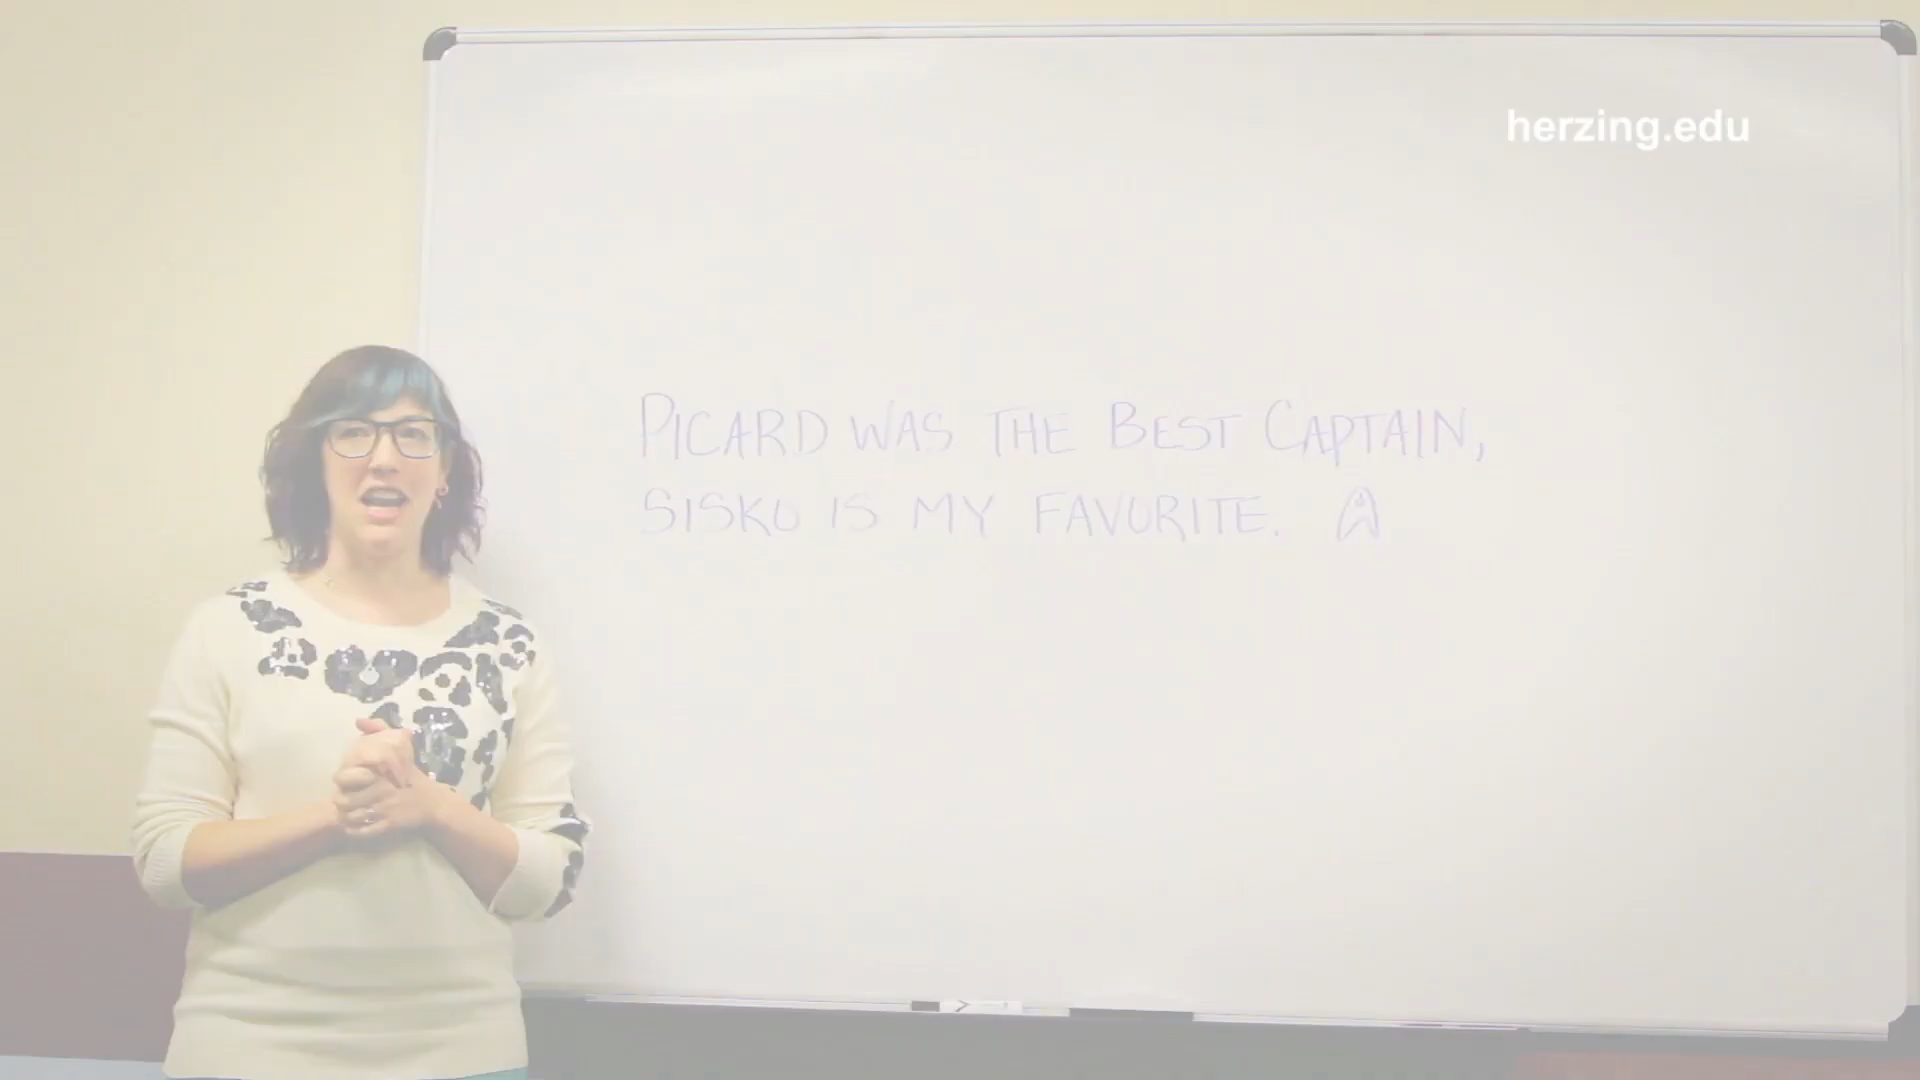 herzing.edu
PICARD WAS THE BEST CAPTAIN,
SISKO IS MY FAVORITE.